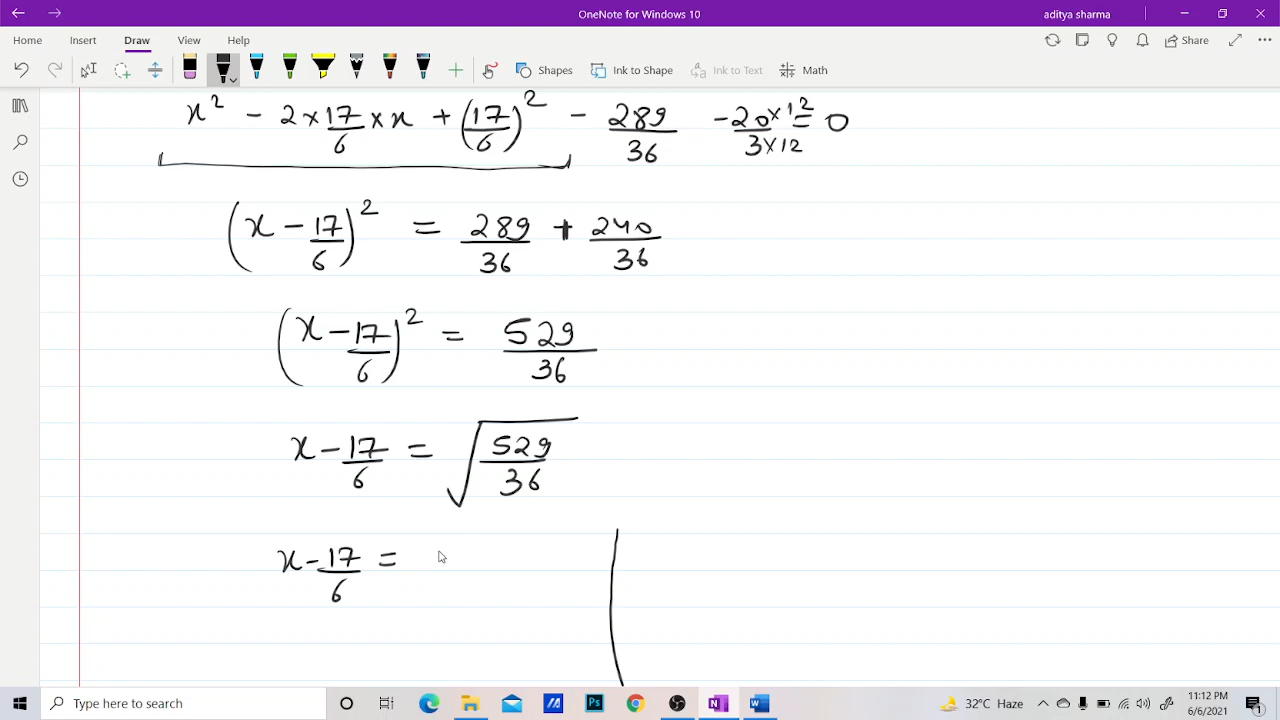 OneNote for Windows 10
aditya sharma
Home Insert Draw View Help
Share
Shapes Ink to Shape Ink to Text Math
x² - 2 × 17/6 × x + (17/6)² - 289/36 - 20×12/3×12 = 0
(x - 17/6)² = 289/36 + 240/36
(x - 17/6)² = 529/36
x - 17/6 = √529/36
x - 17/6 =
Type here to search
32°C Haze
11:12 PM
6/6/2021